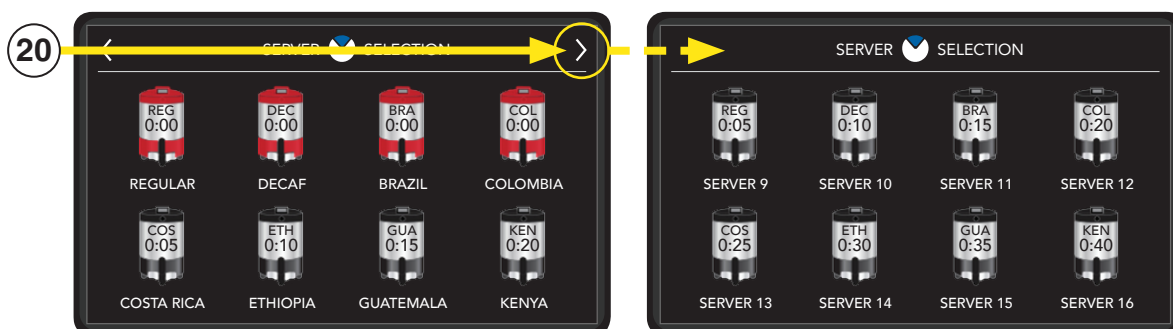 20
SERVER SELECTION
REG DEC BRA COL
0:00 0:00 0:00 0:00
REGULAR DECAF BRAZIL COLOMBIA
COS ETH GUA KEN
0:05 0:10 0:15 0:20
COSTA RICA ETHIOPIA GUATEMALA KENYA
SERVER SELECTION
REG DEC BRA COL
0:05 0:10 0:15 0:20
SERVER 9 SERVER 10 SERVER 11 SERVER 12
COS ETH GUA KEN
0:25 0:30 0:35 0:40
SERVER 13 SERVER 14 SERVER 15 SERVER 16